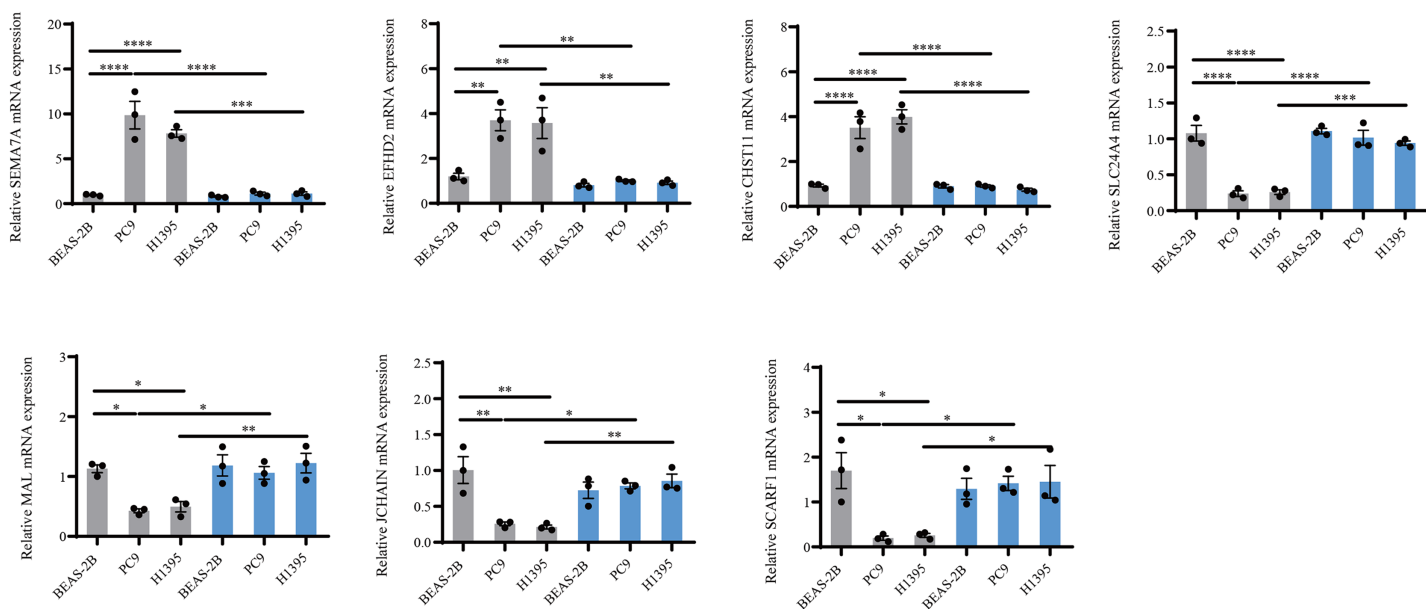 Relative SEMA7A mRNA expression
20
15
10
5
0
****
****
****
***
BEAS-2B
PC9
H1395
BEAS-2B
PC9
H1395
Relative EFHD2 mRNA expression
8
6
4
2
0
**
**
**
**
BEAS-2B
PC9
H1395
BEAS-2B
PC9
H1395
Relative CHST11 mRNA expression
8
6
4
2
0
****
****
****
****
BEAS-2B
PC9
H1395
BEAS-2B
PC9
H1395
Relative SLC24A4 mRNA expression
2.5
2.0
1.5
1.0
0.5
0.0
****
****
****
***
BEAS-2B
PC9
H1395
BEAS-2B
PC9
H1395
Relative MAL mRNA expression
3
2
1
0
*
*
*
**
BEAS-2B
PC9
H1395
BEAS-2B
PC9
H1395
Relative JCHAIN mRNA expression
2.5
2.0
1.5
1.0
0.5
0.0
**
**
*
**
BEAS-2B
PC9
H1395
BEAS-2B
PC9
H1395
Relative SCARF1 mRNA expression
4
3
2
1
0
*
*
*
*
BEAS-2B
PC9
H1395
BEAS-2B
PC9
H1395